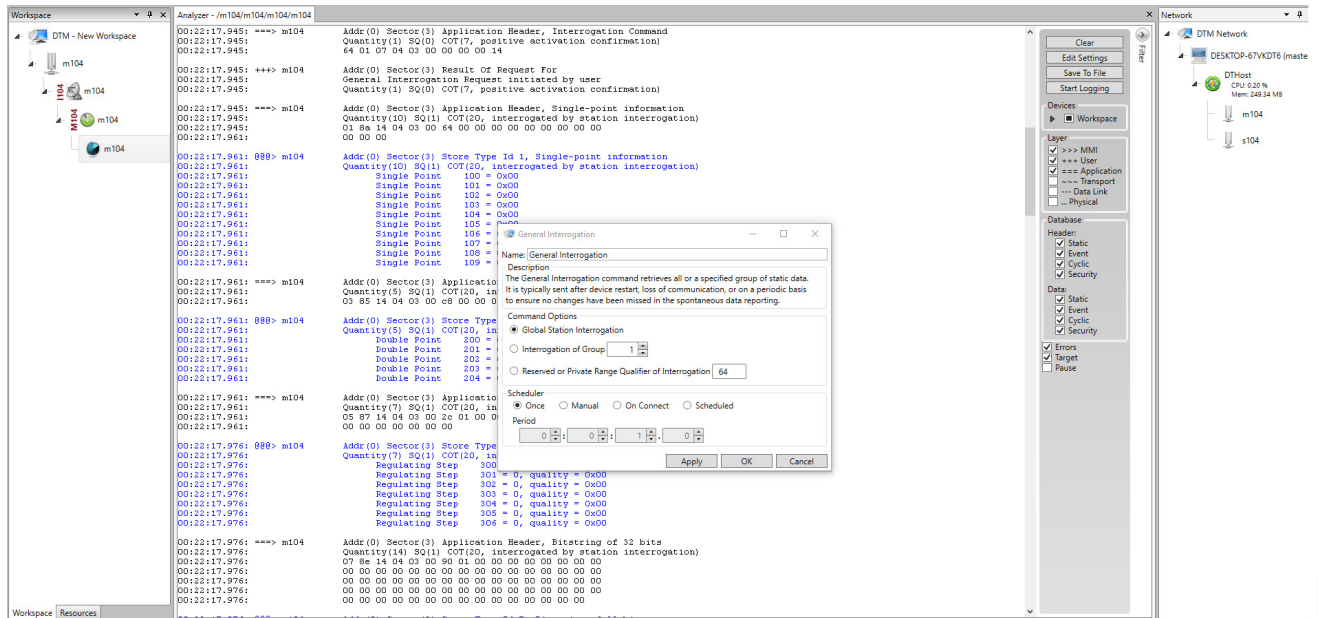 Workspace
DTM - New Workspace
m104
I104 m104
M104 m104
m104
Workspace Resources
Analyzer - /m104/m104/m104/m104
00:22:17.945: ===> m104 Addr(0) Sector(3) Application Header, Interrogation Command
00:22:17.945: Quantity(1) SQ(0) COT(7, positive activation confirmation)
00:22:17.945: 64 01 07 04 03 00 00 00 00 14
00:22:17.945: +++> m104 Addr(0) Sector(3) Result Of Request For
00:22:17.945: General Interrogation Request initiated by user
00:22:17.945: Quantity(1) SQ(0) COT(7, positive activation confirmation)
00:22:17.945: ===> m104 Addr(0) Sector(3) Application Header, Single-point information
00:22:17.945: Quantity(10) SQ(1) COT(20, interrogated by station interrogation)
00:22:17.945: 01 8a 14 04 03 00 64 00 00 00 00 00 00 00 00 00
00:22:17.961: 00 00 00
00:22:17.961: @@@> m104 Addr(0) Sector(3) Store Type Id 1, Single-point information
00:22:17.961: Quantity(10) SQ(1) COT(20, interrogated by station interrogation)
00:22:17.961: Single Point 100 = 0x00
00:22:17.961: Single Point 101 = 0x00
00:22:17.961: Single Point 102 = 0x00
00:22:17.961: Single Point 103 = 0x00
00:22:17.961: Single Point 104 = 0x00
00:22:17.961: Single Point 105 = 0x00
00:22:17.961: Single Point 106 =
00:22:17.961: Single Point 107 =
00:22:17.961: Single Point 108 =
00:22:17.961: Single Point 109 =
00:22:17.961: ===> m104 Addr(0) Sector(3) Applicatio
00:22:17.961: Quantity(5) SQ(1) COT(20, in
00:22:17.961: 03 85 14 04 03 00 c8 00 00 0
00:22:17.961: @@@> m104 Addr(0) Sector(3) Store Type
00:22:17.961: Quantity(5) SQ(1) COT(20, in
00:22:17.961: Double Point 200 =
00:22:17.961: Double Point 201 =
00:22:17.961: Double Point 202 =
00:22:17.961: Double Point 203 =
00:22:17.961: Double Point 204 =
00:22:17.961: ===> m104 Addr(0) Sector(3) Applicatio
00:22:17.961: Quantity(7) SQ(1) COT(20, in
00:22:17.961: 05 87 14 04 03 00 2c 01 00 0
00:22:17.961: 00 00 00 00 00 00 00
00:22:17.976: @@@> m104 Addr(0) Sector(3) Store Type
00:22:17.976: Quantity(7) SQ(1) COT(20, in
00:22:17.976: Regulating Step 300
00:22:17.976: Regulating Step 301 = 0, quality = 0x00
00:22:17.976: Regulating Step 302 = 0, quality = 0x00
00:22:17.976: Regulating Step 303 = 0, quality = 0x00
00:22:17.976: Regulating Step 304 = 0, quality = 0x00
00:22:17.976: Regulating Step 305 = 0, quality = 0x00
00:22:17.976: Regulating Step 306 = 0, quality = 0x00
00:22:17.976: ===> m104 Addr(0) Sector(3) Application Header, Bitstring of 32 bits
00:22:17.976: Quantity(14) SQ(1) COT(20, interrogated by station interrogation)
00:22:17.976: 07 8e 14 04 03 00 90 01 00 00 00 00 00 00 00 00
00:22:17.976: 00 00 00 00 00 00 00 00 00 00 00 00 00 00 00 00
00:22:17.976: 00 00 00 00 00 00 00 00 00 00 00 00 00 00 00 00
00:22:17.976: 00 00 00 00 00 00 00 00 00 00 00 00 00 00 00 00
00:22:17.976: 00 00 00 00 00 00 00 00 00 00 00 00 00 00 00
General Interrogation
Name: General Interrogation
Description
The General Interrogation command retrieves all or a specified group of static data.
It is typically sent after device restart, loss of communication, or on a periodic basis
to ensure no changes have been missed in the spontaneous data reporting.
Command Options
Global Station Interrogation
Interrogation of Group 1
Reserved or Private Range Qualifier of Interrogation 64
Scheduler
Once Manual On Connect Scheduled
Period
0 : 0 : 1 . 0
Apply OK Cancel
Filter
Clear
Edit Settings
Save To File
Start Logging
Devices
Workspace
Layer
>>> MMI
+++ User
=== Application
~~~ Transport
--- Data Link
.. Physical
Database
Header:
Static
Event
Cyclic
Security
Data:
Static
Event
Cyclic
Security
Errors
Target
Pause
Network
DTM Network
DESKTOP-67VKDT6 (maste
DTHost
CPU: 0.20 %
Mem: 249.34 MB
m104
s104